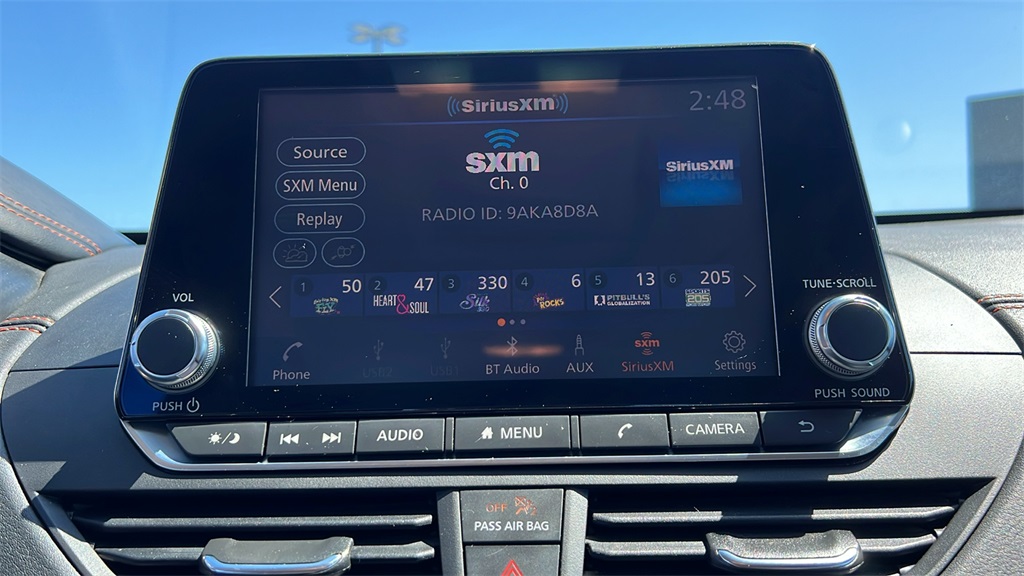 SiriusXM
2:48
Source
SXM Menu
Replay
sxm
Ch. 0
SiriusXM
RADIO ID: 9AKA8D8A
1 50
2 47
HEART & SOUL
3 330
4 6
ROCKS
5 13
PITBULL'S
GLOBALIZATION
6 205
205
Phone
USB2
USB1
BT Audio
AUX
sxm
SiriusXM
Settings
VOL
PUSH
TUNE•SCROLL
PUSH SOUND
AUDIO
MENU
CAMERA
OFF
PASS AIR BAG